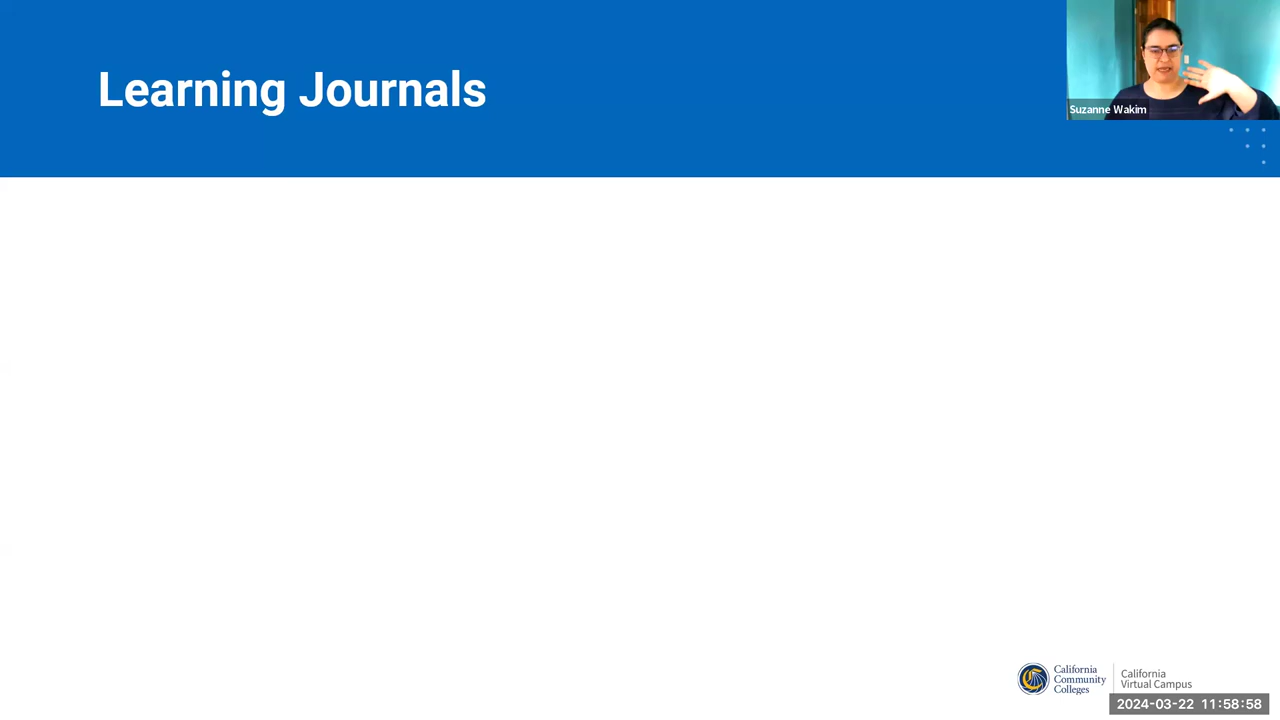 Learning Journals
Suzanne Wakim
California
Community
Colleges
California
Virtual Campus
2024-03-22 11:58:58